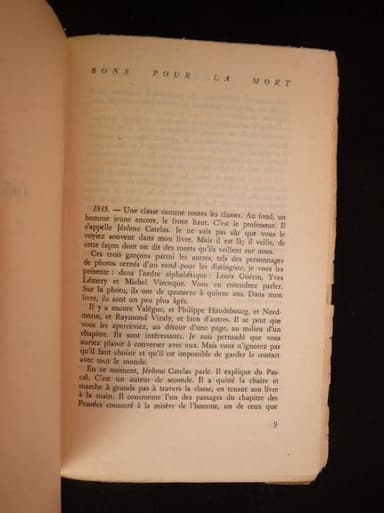 BONS POUR LA MORT
1935. — Une classe comme toutes les classes. Au fond, un
homme jeune encore, le front haut. C'est le professeur. Il
s'appelle Jérôme Catelas. Je ne suis pas sûr que vous le
voyiez souvent dans mon livre. Mais il est là; il veille, de
cette façon dont on dit des morts qu'ils veillent sur nous.
Ces trois garçons parmi les autres, tels des personnages
de photos cernés d'un rond pour les distinguer, je vous les
présente : dans l'ordre alphabétique : Louis Guérin, Yves
Lémery et Michel Virenque. Vous en entendrez parler.
Sur la photo, ils ont de quatorze à quinze ans. Dans mon
livre, ils sont un peu plus âgés.
Il y a encore Valègue, et Philippe Haudebourg, et Nord-
mann, et Raymond Viraly, et bien d'autres. Il se peut que
vous les aperceviez, au détour d'une page, au milieu d'un
chapitre. Ils sont intéressants. Je suis persuadé que vous
auriez plaisir à converser avec eux. Mais vous n'ignorez pas
qu'il faut choisir et qu'il est impossible de garder le contact
avec tout le monde.
En ce moment, Jérôme Catelas parle. Il explique du Pas-
cal. C'est un auteur de seconde. Il a quitté la chaire et
marche à grands pas à travers la classe, en tenant son livre
à la main. Il commente l'un des passages du chapitre des
Pensées consacré à la misère de l'homme, un de ceux que
9